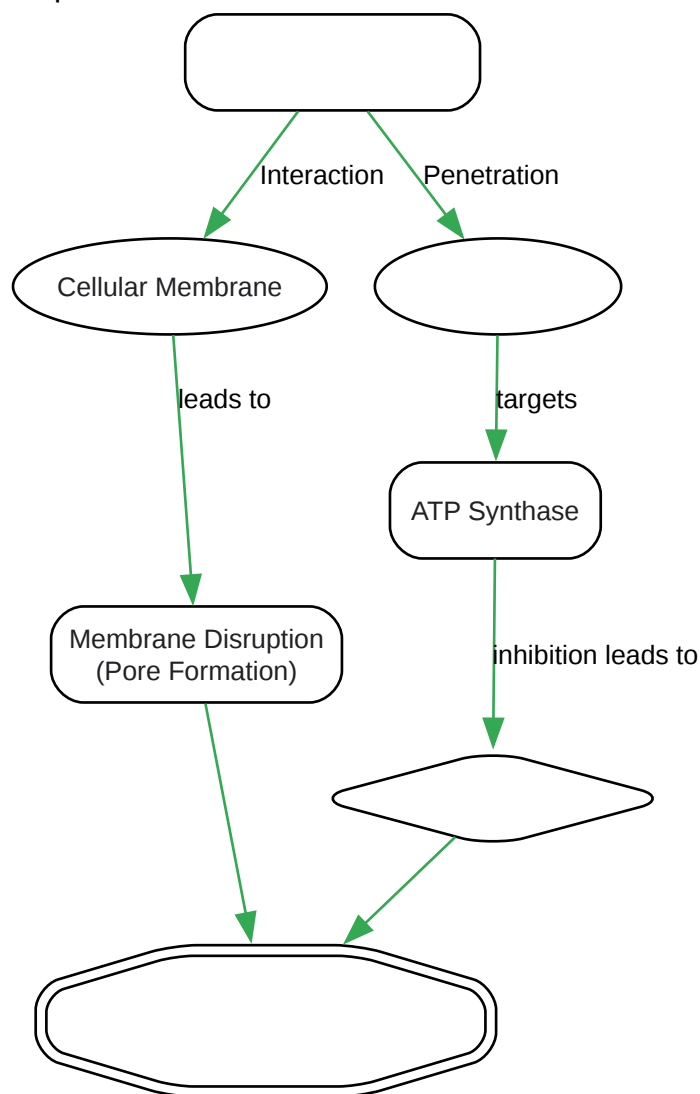 Interaction
Penetration
Cellular Membrane
leads to
targets
ATP Synthase
Membrane Disruption
(Pore Formation)
inhibition leads to